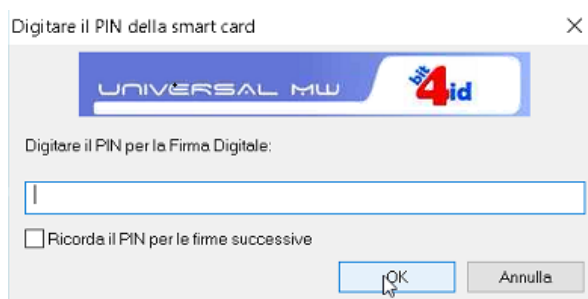 Digitare il PIN della smart card
UNIVERSAL MW
bit4id
Digitare il PIN per la Firma Digitale:
Ricorda il PIN per le firme successive
OK
Annulla